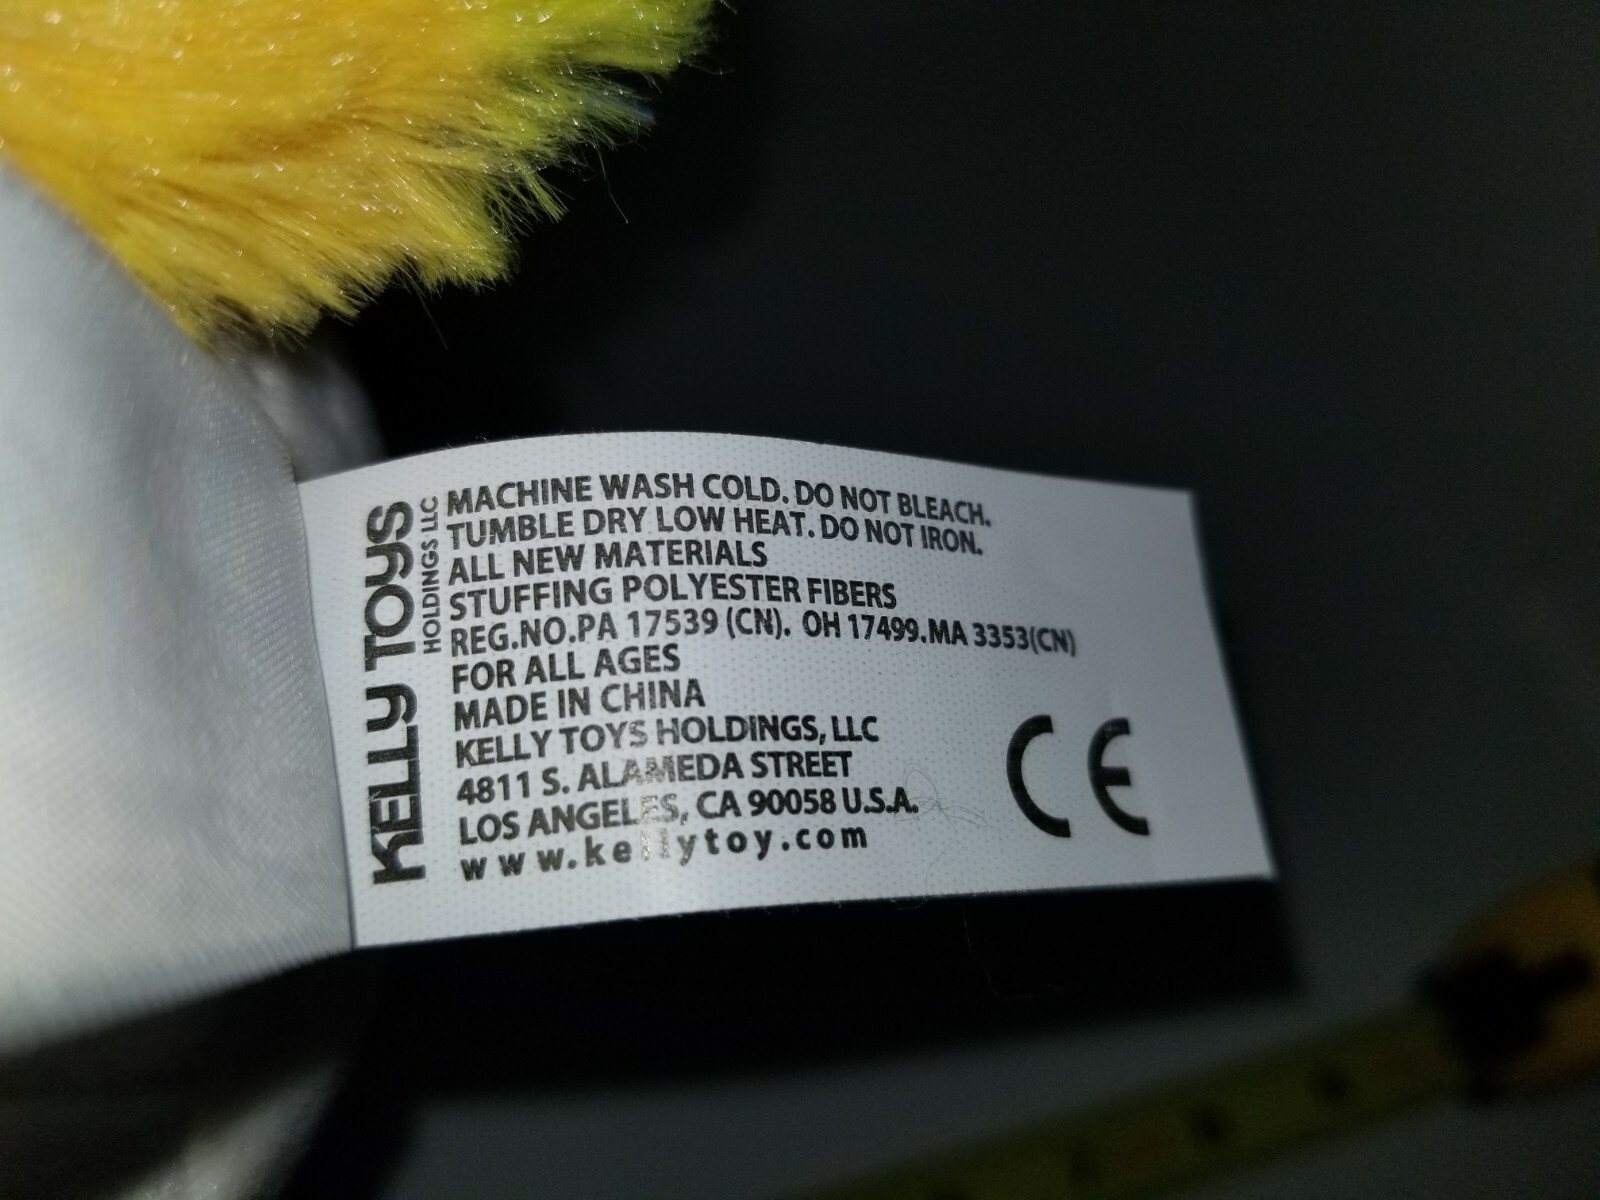 KELLY TOYS
HOLDINGS LLC
MACHINE WASH COLD. DO NOT BLEACH.
TUMBLE DRY LOW HEAT. DO NOT IRON.
ALL NEW MATERIALS
STUFFING POLYESTER FIBERS
REG.NO.PA 17539 (CN). OH 17499.MA 3353(CN)
FOR ALL AGES
MADE IN CHINA
KELLY TOYS HOLDINGS, LLC
4811 S. ALAMEDA STREET
LOS ANGELES, CA 90058 U.S.A.
www.kellytoy.com
CE